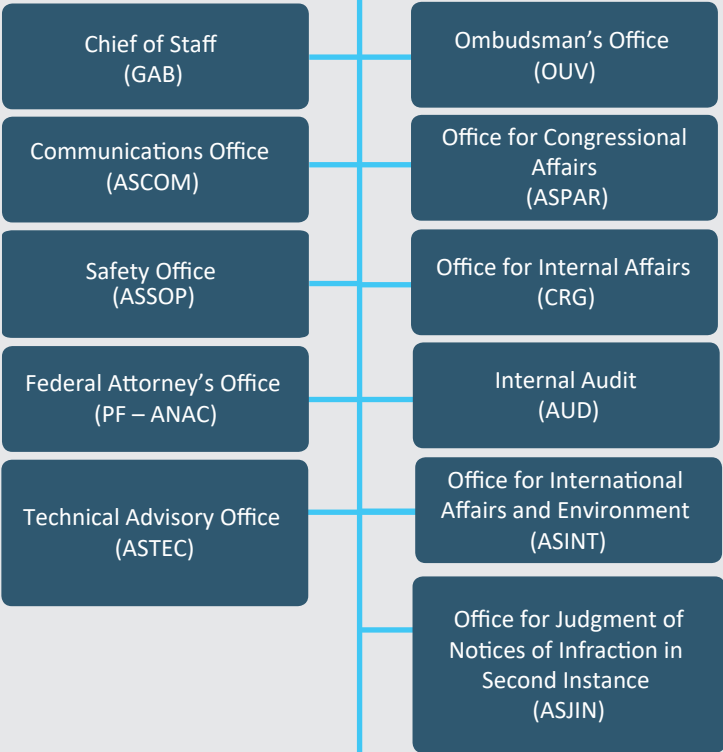 Chief of Staff
(GAB)
Ombudsman’s Office
(OUV)
Communications Office
(ASCOM)
Office for Congressional
Affairs
(ASPAR)
Safety Office
(ASSOP)
Office for Internal Affairs
(CRG)
Federal Attorney’s Office
(PF – ANAC)
Internal Audit
(AUD)
Technical Advisory Office
(ASTEC)
Office for International
Affairs and Environment
(ASINT)
Office for Judgment of
Notices of Infraction in
Second Instance
(ASJIN)